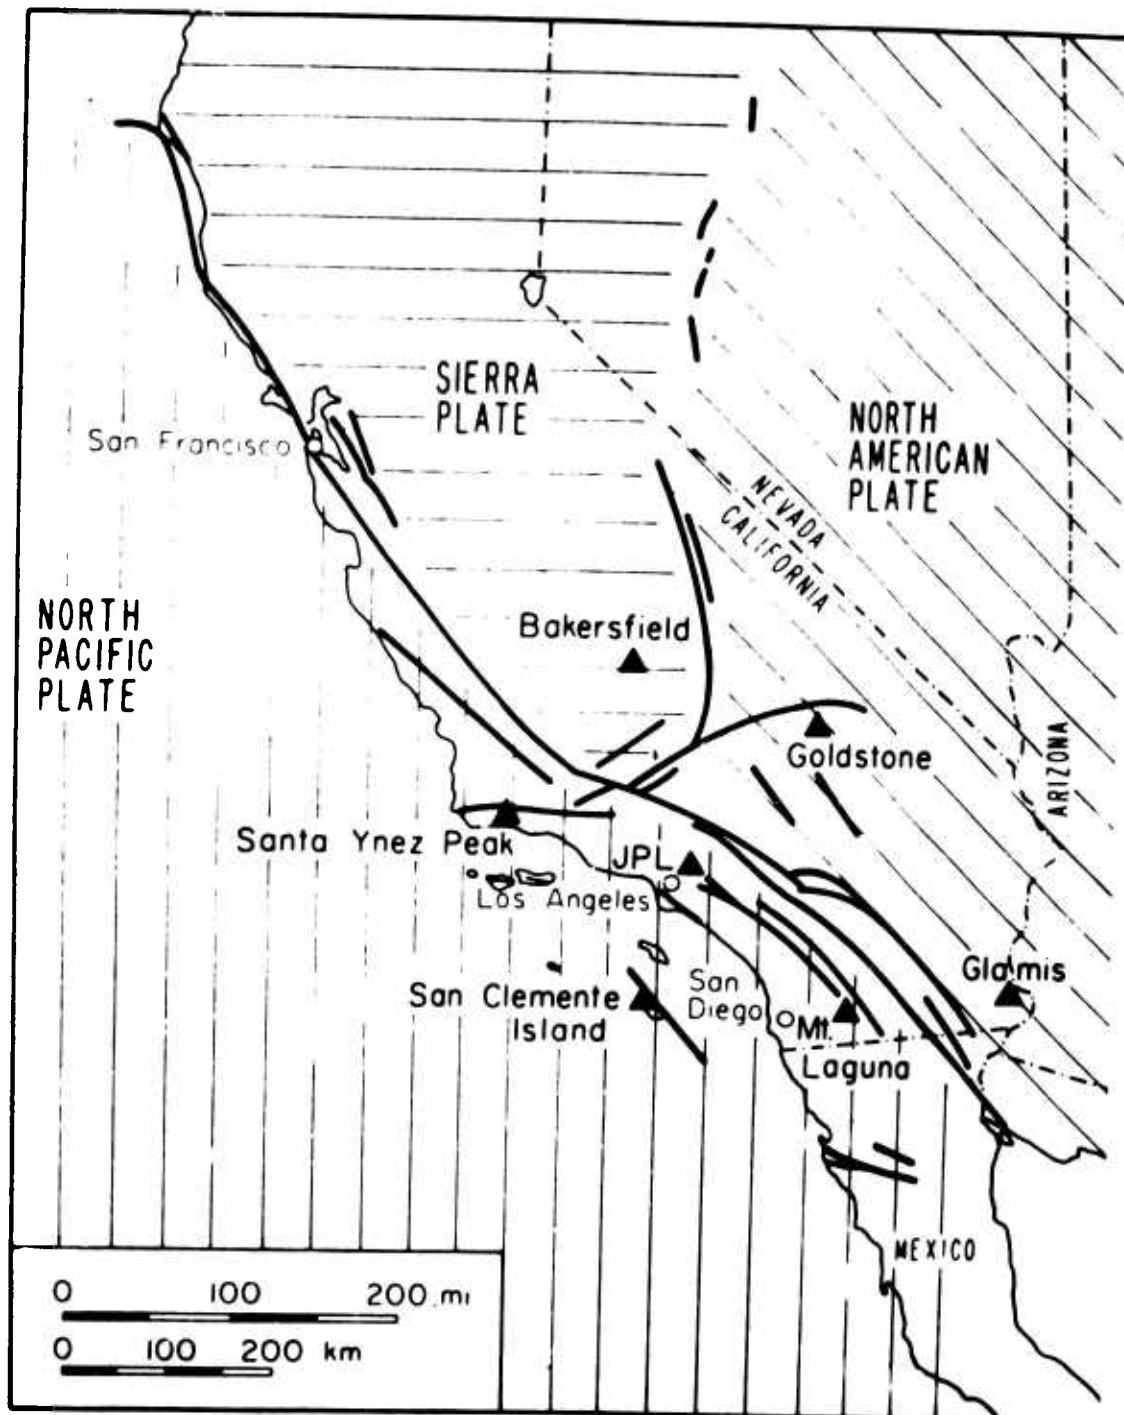 SIERRA
PLATE
NORTH
AMERICAN
PLATE
San Francisco
NEVADA
CALIFORNIA
NORTH
PACIFIC
PLATE
Bakersfield
Goldstone
ARIZONA
Santa Ynez Peak
JPL
Los Angeles
San Clemente
Island
San
Diego
Glamis
Mt.
Laguna
MEXICO
0 100 200 mi
0 100 200 km